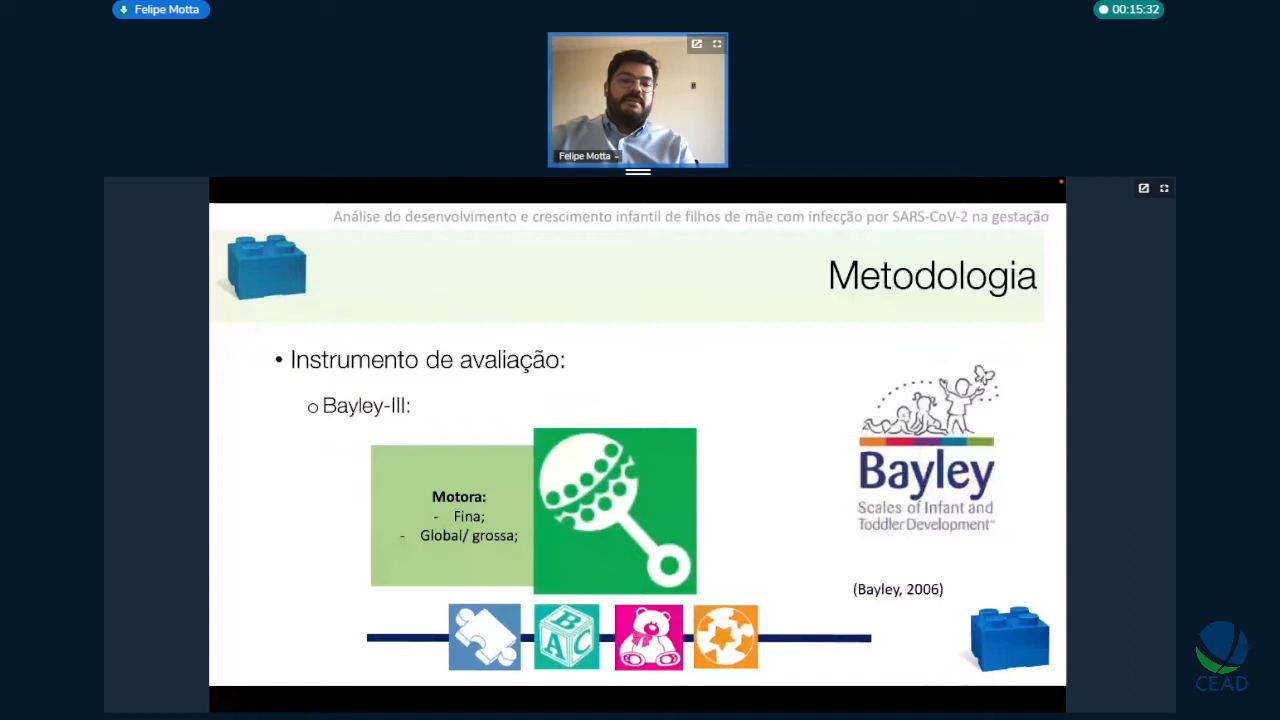 Felipe Motta
00:15:32
Felipe Motta
Análise do desenvolvimento e crescimento infantil de filhos de mãe com infecção por SARS-CoV-2 na gestação
Metodologia
• Instrumento de avaliação:
o Bayley-III:
Motora:
- Fina;
- Global/ grossa;
Bayley
Scales of Infant and
Toddler Development™
(Bayley, 2006)
B
A C
CEAD